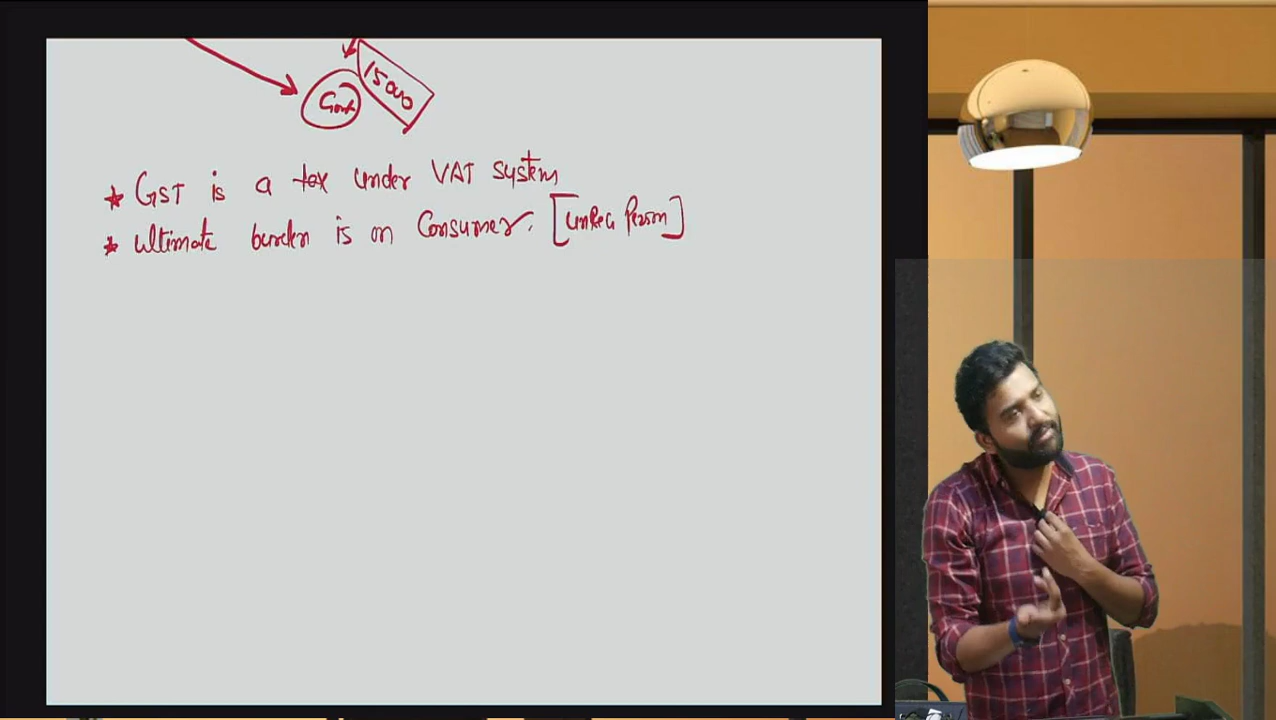 Govt
15000
★ GST is a tax under VAT system
★ ultimate burden is on Consumer. [unReg. Person]